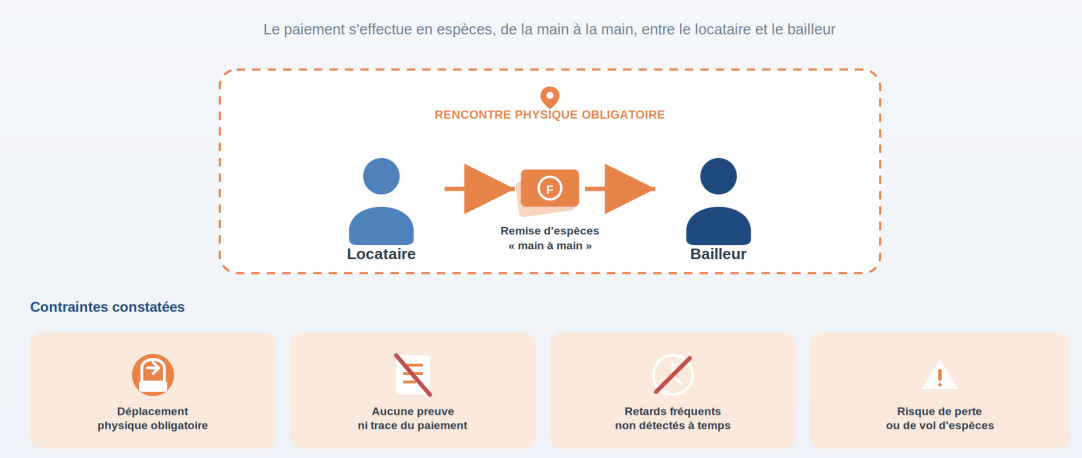 Le paiement s'effectue en espèces, de la main à la main, entre le locataire et le bailleur
RENCONTRE PHYSIQUE OBLIGATOIRE
F
Remise d'espèces
« main à main »
Locataire
Bailleur
Contraintes constatées
Déplacement
physique obligatoire
Aucune preuve
ni trace du paiement
Retards fréquents
non détectés à temps
Risque de perte
ou de vol d'espèces